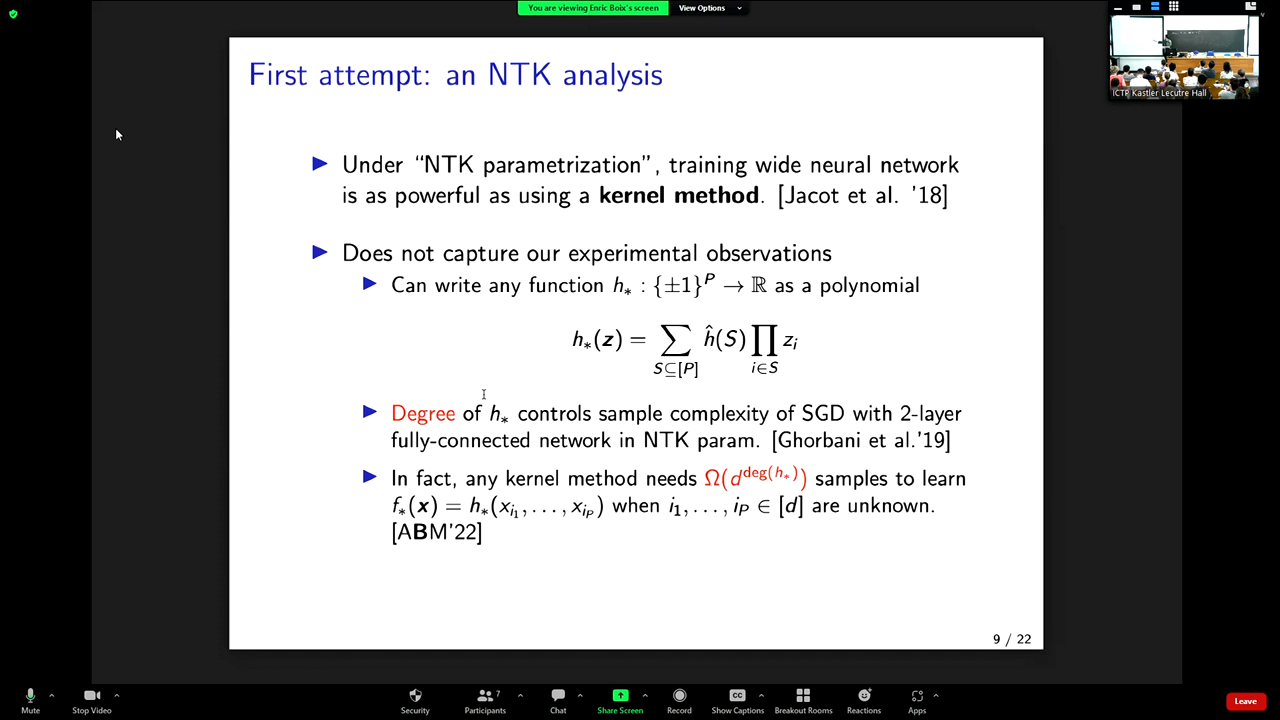 You are viewing Enric Boix's screen
View Options
ICTP Kastler Lecutre Hall
First attempt: an NTK analysis
Under “NTK parametrization”, training wide neural network
is as powerful as using a kernel method. [Jacot et al. ’18]
Does not capture our experimental observations
Can write any function h∗ : {±1}^P → ℝ as a polynomial
h∗(z) = ∑_{S⊆[P]} ĥ(S) ∏_{i∈S} z_i
Degree of h∗ controls sample complexity of SGD with 2-layer
fully-connected network in NTK param. [Ghorbani et al.’19]
In fact, any kernel method needs Ω(d^{deg(h∗)}) samples to learn
f∗(x) = h∗(x_{i_1}, . . . , x_{i_P}) when i_1, . . . , i_P ∈ [d] are unknown.
[ABM’22]
9 / 22
Mute
Stop Video
Security
Participants
7
Chat
Share Screen
Record
Show Captions
Breakout Rooms
Reactions
Apps
Leave